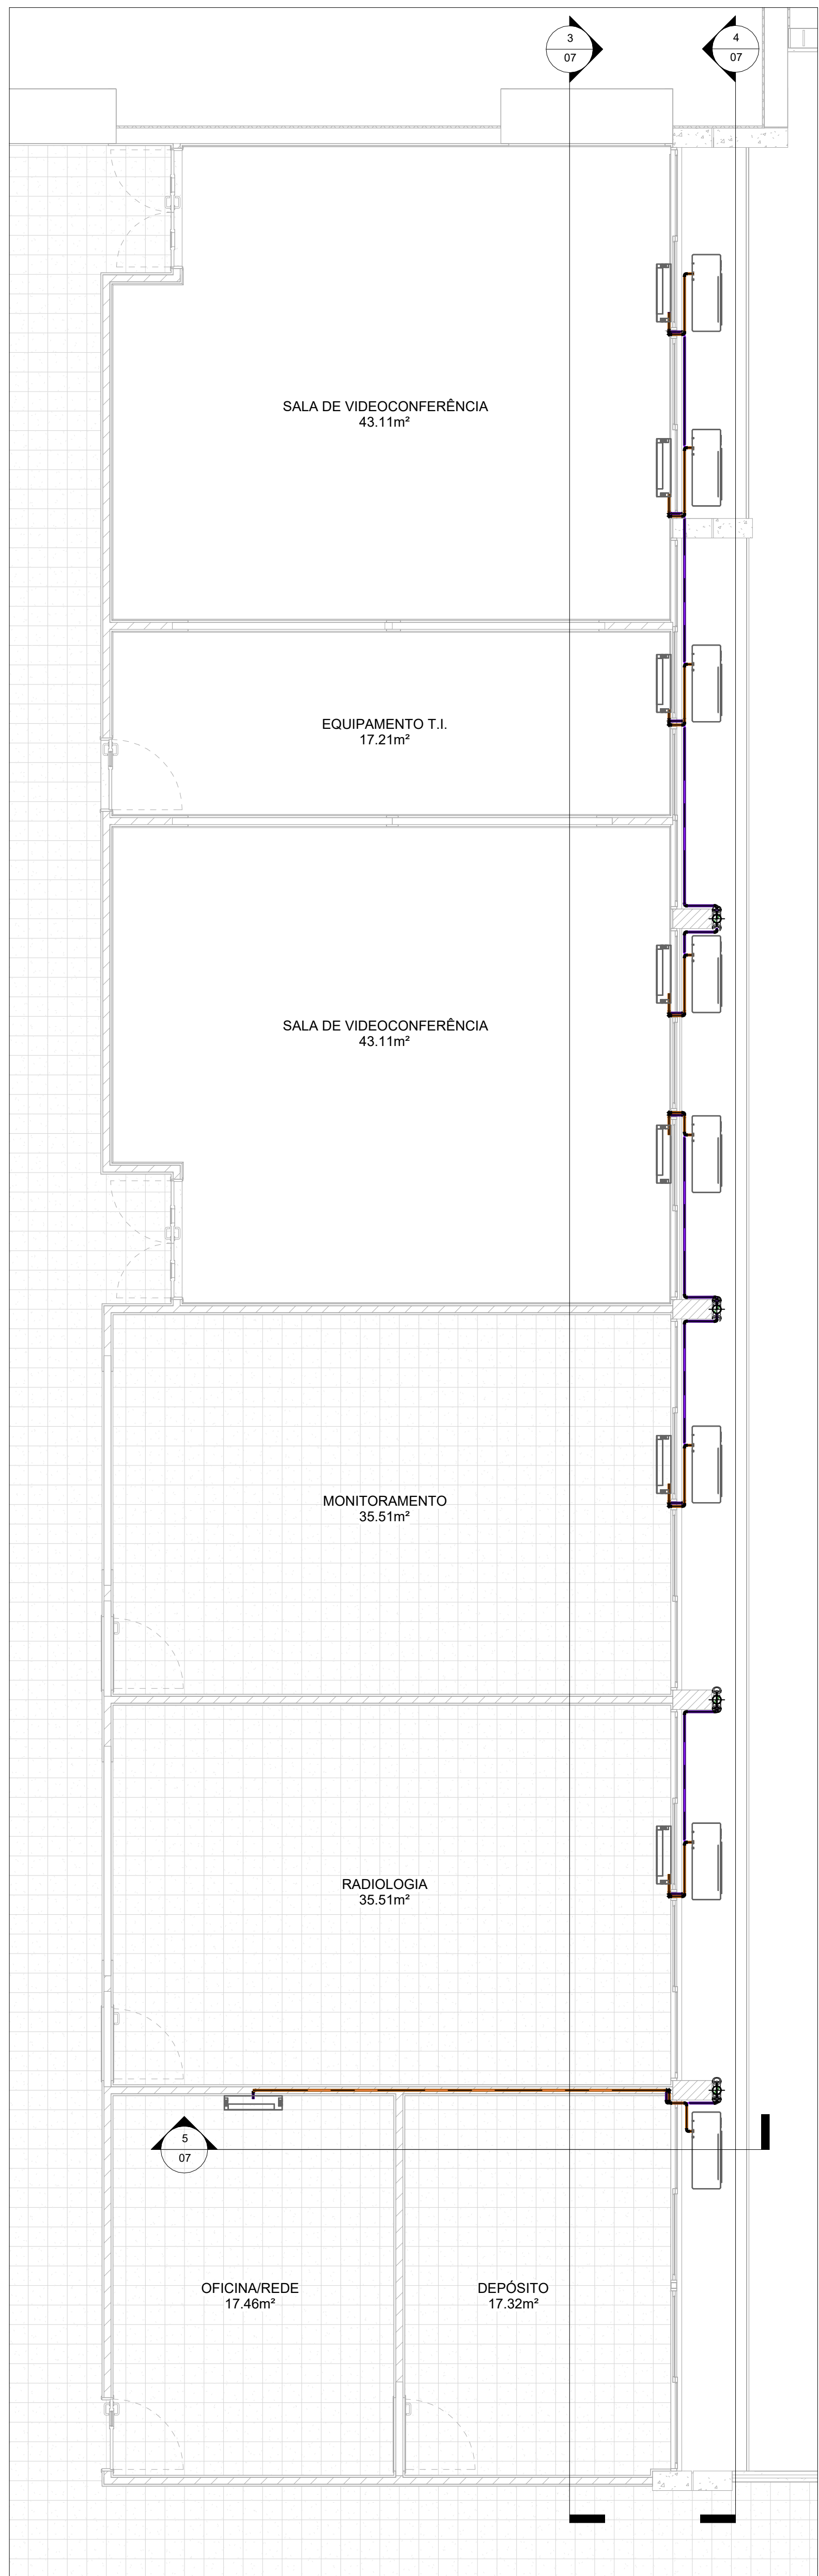 3
07
4
07
SALA DE VIDEOCONFERÊNCIA
43.11m²
EQUIPAMENTO T.I.
17.21m²
SALA DE VIDEOCONFERÊNCIA
43.11m²
MONITORAMENTO
35.51m²
RADIOLOGIA
35.51m²
5
07
OFICINA/REDE
17.46m²
DEPÓSITO
17.32m²